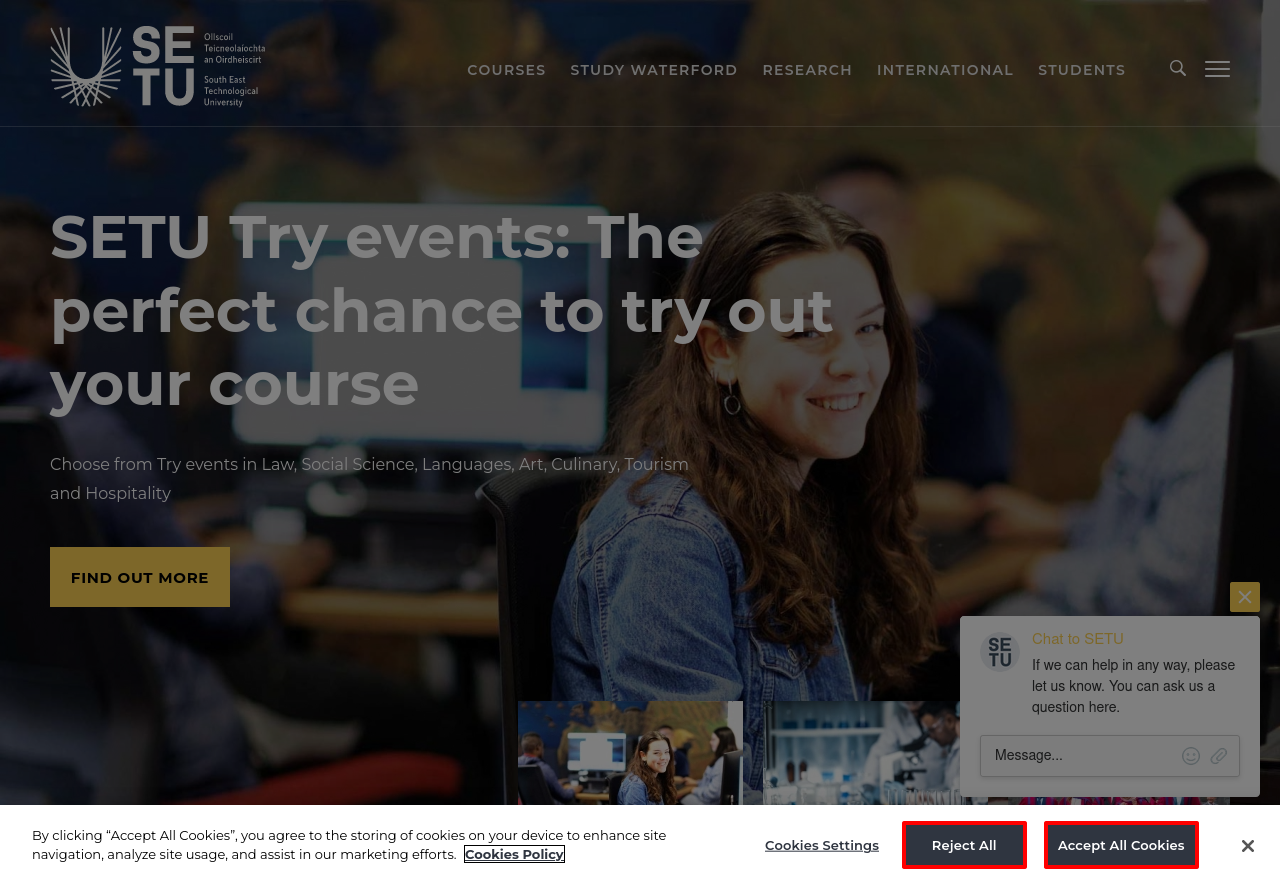 SE
TU
Ollscoil
Teicneolaíochta
an Oirdheiscirt
South East
Technological
University
COURSES
STUDY WATERFORD
RESEARCH
INTERNATIONAL
STUDENTS
SETU Try events: The
perfect chance to try out
your course
Choose from Try events in Law, Social Science, Languages, Art, Culinary, Tourism
and Hospitality
FIND OUT MORE
SE
TU
Chat to SETU
If we can help in any way, please
let us know. You can ask us a
question here.
Message...
By clicking “Accept All Cookies”, you agree to the storing of cookies on your device to enhance site
navigation, analyze site usage, and assist in our marketing efforts. Cookies Policy
Cookies Settings
Reject All
Accept All Cookies